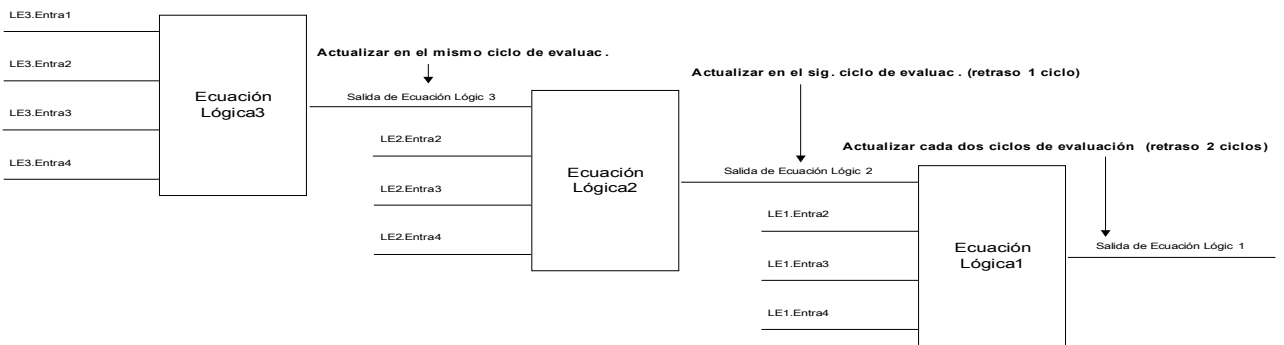 LE3.Entra1
LE3.Entra2
LE3.Entra3
LE3.Entra4
Ecuación
Lógica3
Actualizar en el mismo ciclo de evaluac .
Salida de Ecuación Lógic 3
LE2.Entra2
LE2.Entra3
LE2.Entra4
Ecuación
Lógica2
Actualizar en el sig. ciclo de evaluac . (retraso 1 ciclo)
Salida de Ecuación Lógic 2
LE1.Entra2
LE1.Entra3
LE1.Entra4
Ecuación
Lógica1
Actualizar cada dos ciclos de evaluación (retraso 2 ciclos)
Salida de Ecuación Lógic 1